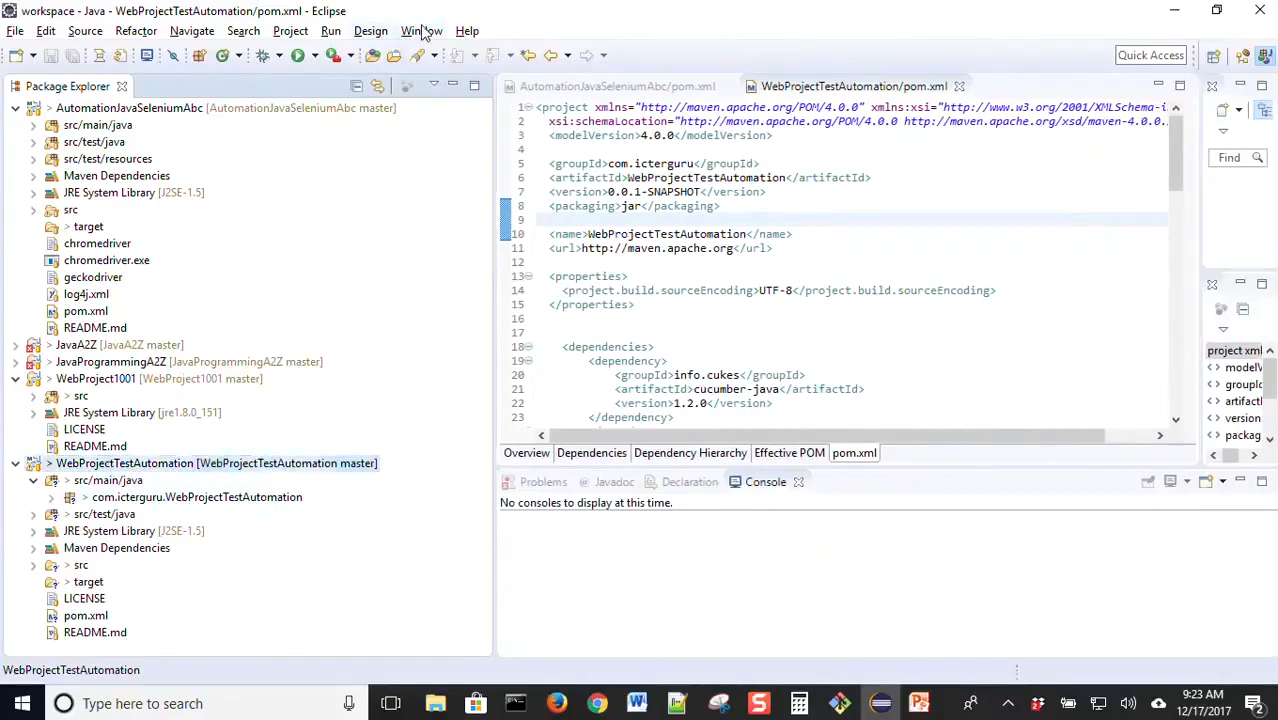 workspace - Java - WebProjectTestAutomation/pom.xml - Eclipse
File Edit Source Refactor Navigate Search Project Run Design Window Help
Quick Access
Package Explorer
AutomationJavaSeleniumAbc [AutomationJavaSeleniumAbc master]
src/main/java
src/test/java
src/test/resources
Maven Dependencies
JRE System Library [J2SE-1.5]
src
> target
chromedriver
chromedriver.exe
geckodriver
log4j.xml
pom.xml
README.md
> JavaA2Z [JavaA2Z master]
> JavaProgrammingA2Z [JavaProgrammingA2Z master]
> WebProject1001 [WebProject1001 master]
> src
JRE System Library [jre1.8.0_151]
LICENSE
README.md
> WebProjectTestAutomation [WebProjectTestAutomation master]
> src/main/java
> com.icterguru.WebProjectTestAutomation
> src/test/java
JRE System Library [J2SE-1.5]
Maven Dependencies
> src
> target
LICENSE
pom.xml
README.md
AutomationJavaSeleniumAbc/pom.xml
WebProjectTestAutomation/pom.xml
1 <project xmlns="http://maven.apache.org/POM/4.0.0" xmlns:xsi="http://www.w3.org/2001/XMLSchema-i
2 xsi:schemaLocation="http://maven.apache.org/POM/4.0.0 http://maven.apache.org/xsd/maven-4.0.0.
3 <modelVersion>4.0.0</modelVersion>
4
5 <groupId>com.icterguru</groupId>
6 <artifactId>WebProjectTestAutomation</artifactId>
7 <version>0.0.1-SNAPSHOT</version>
8 <packaging>jar</packaging>
9
10 <name>WebProjectTestAutomation</name>
11 <url>http://maven.apache.org</url>
12
13 <properties>
14 <project.build.sourceEncoding>UTF-8</project.build.sourceEncoding>
15 </properties>
16
17
18 <dependencies>
19 <dependency>
20 <groupId>info.cukes</groupId>
21 <artifactId>cucumber-java</artifactId>
22 <version>1.2.0</version>
23 </dependency>
Overview Dependencies Dependency Hierarchy Effective POM pom.xml
Problems Javadoc Declaration Console
No consoles to display at this time.
Find
project xml
modelV
groupId
artifactI
version
packag
WebProjectTestAutomation
Type here to search
9:23 AM
12/17/2017
2